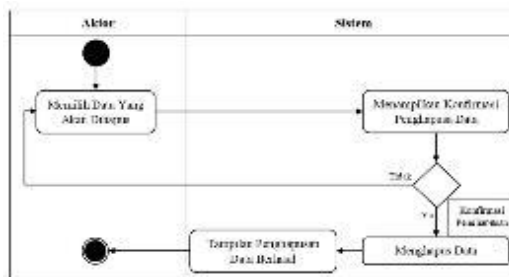 Aktor
Sistem
Memilih Data Yang
Akan Dihapus
Menampilkan Konfirmasi
Penghapusan Data
Tidak
Ya
Konfirmasi
Penghapusan
Tampilan Penghapusan
Data Berhasil
Menghapus Data